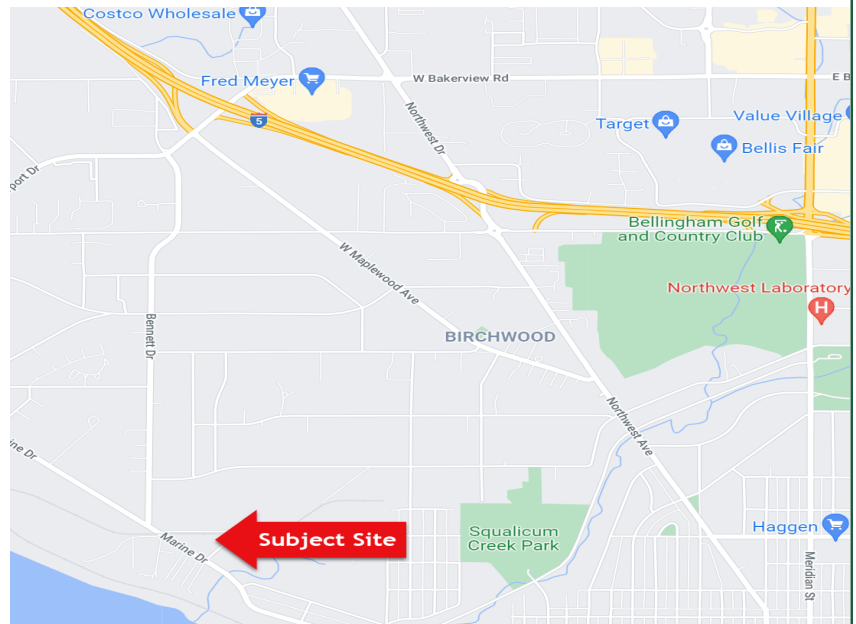 Costco Wholesale
Fred Meyer
W Bakerview Rd
E B
5
Northwest Dr
Target
Value Village
Bellis Fair
port Dr
Bellingham Golf
and Country Club
W Maplewood Ave
Northwest Laboratory
H
Bennett Dr
BIRCHWOOD
Northwest Ave
ine Dr
Subject Site
Marine Dr
Squalicum
Creek Park
Haggen
Meridian St